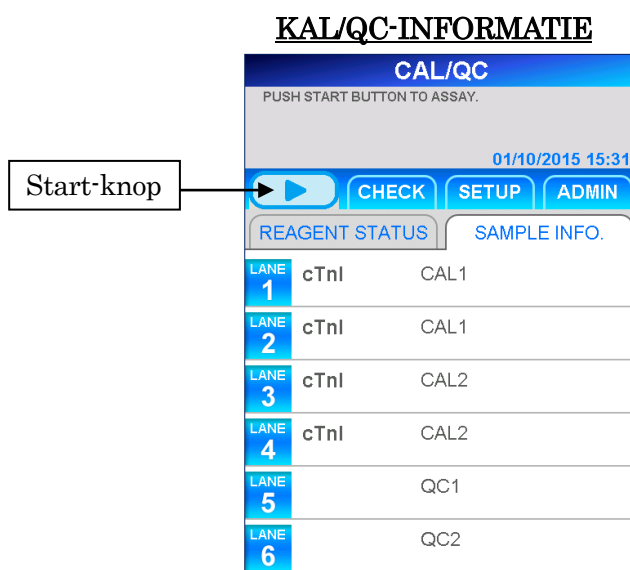 KAL/QC-INFORMATIE
CAL/QC
PUSH START BUTTON TO ASSAY.
01/10/2015 15:31
Start-knop
CHECK SETUP ADMIN
REAGENT STATUS SAMPLE INFO.
LANE 1 cTnI CAL1
LANE 2 cTnI CAL1
LANE 3 cTnI CAL2
LANE 4 cTnI CAL2
LANE 5 QC1
LANE 6 QC2